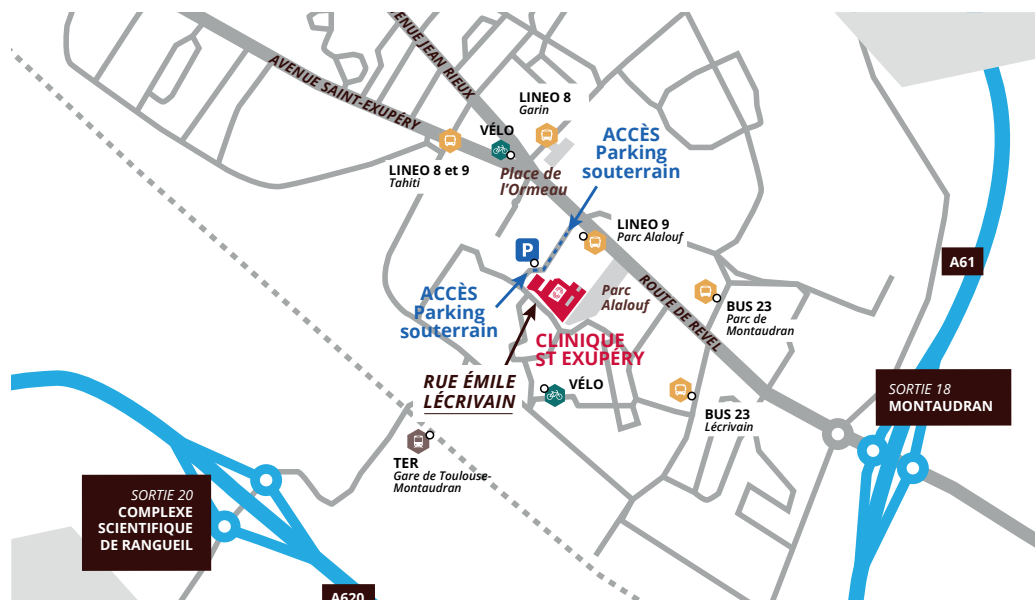 ENUE JEAN RIEUX
AVENUE SAINT-EXUPÉRY
LINEO 8
Garin
VÉLO
ACCÈS
Parking
souterrain
LINEO 8 et 9
Tahiti
Place de
l'Ormeau
LINEO 9
Parc Alalouf
P
A61
ROUTE DE REVEL
Parc
Alalouf
ACCÈS
Parking
souterrain
BUS 23
Parc de
Montaudran
CLINIQUE
ST EXUPÉRY
RUE ÉMILE
LÉCRIVAIN
VÉLO
SORTIE 18
MONTAUDRAN
BUS 23
Lécrivain
TER
Gare de Toulouse-
Montaudran
SORTIE 20
COMPLEXE
SCIENTIFIQUE
DE RANGUEIL
A620